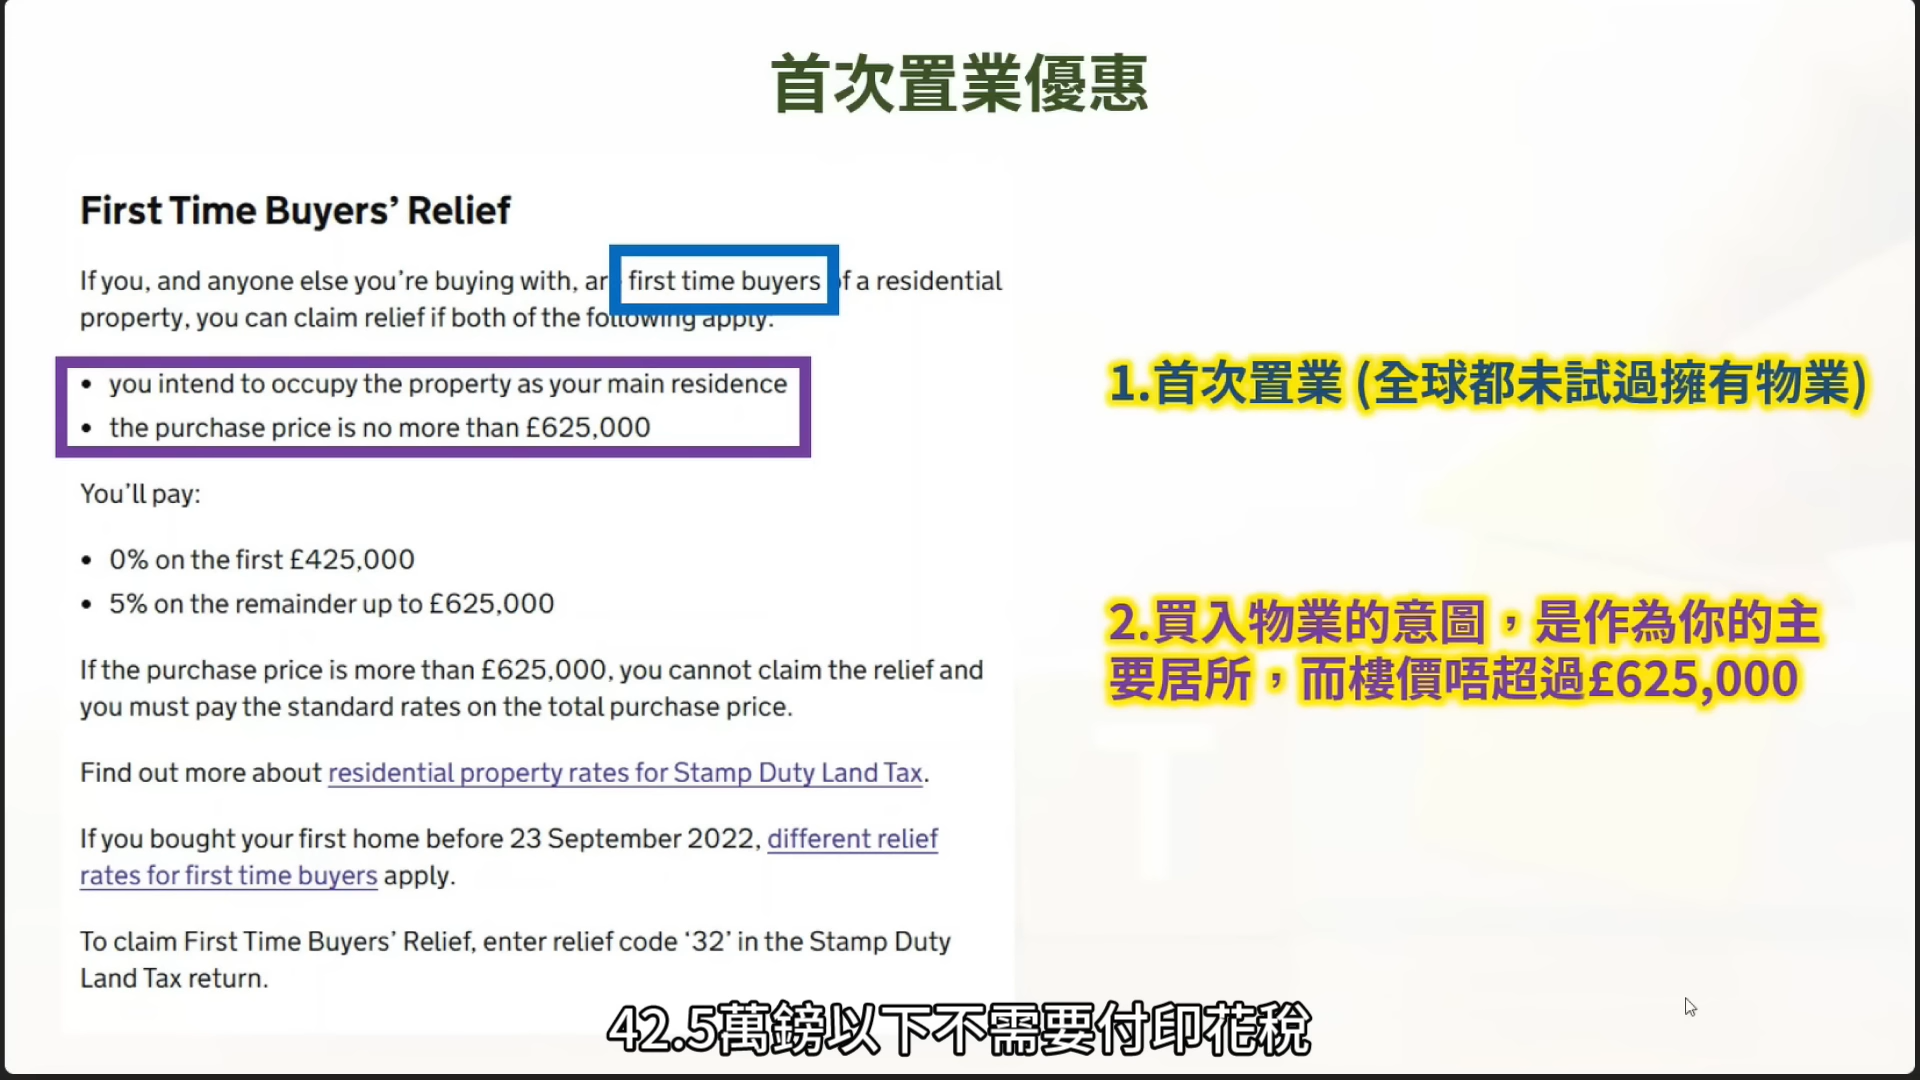 首次置業優惠
First Time Buyers’ Relief
If you, and anyone else you’re buying with, ar first time buyers f a residential
property, you can claim relief if both of the following apply:
• you intend to occupy the property as your main residence
• the purchase price is no more than £625,000
You’ll pay:
• 0% on the first £425,000
• 5% on the remainder up to £625,000
If the purchase price is more than £625,000, you cannot claim the relief and
you must pay the standard rates on the total purchase price.
Find out more about residential property rates for Stamp Duty Land Tax.
If you bought your first home before 23 September 2022, different relief
rates for first time buyers apply.
To claim First Time Buyers’ Relief, enter relief code ‘32’ in the Stamp Duty
Land Tax return.
1.首次置業 (全球都未試過擁有物業)
2.買入物業的意圖，是作為你的主
要居所，而樓價唔超過£625,000
42.5萬鎊以下不需要付印花稅